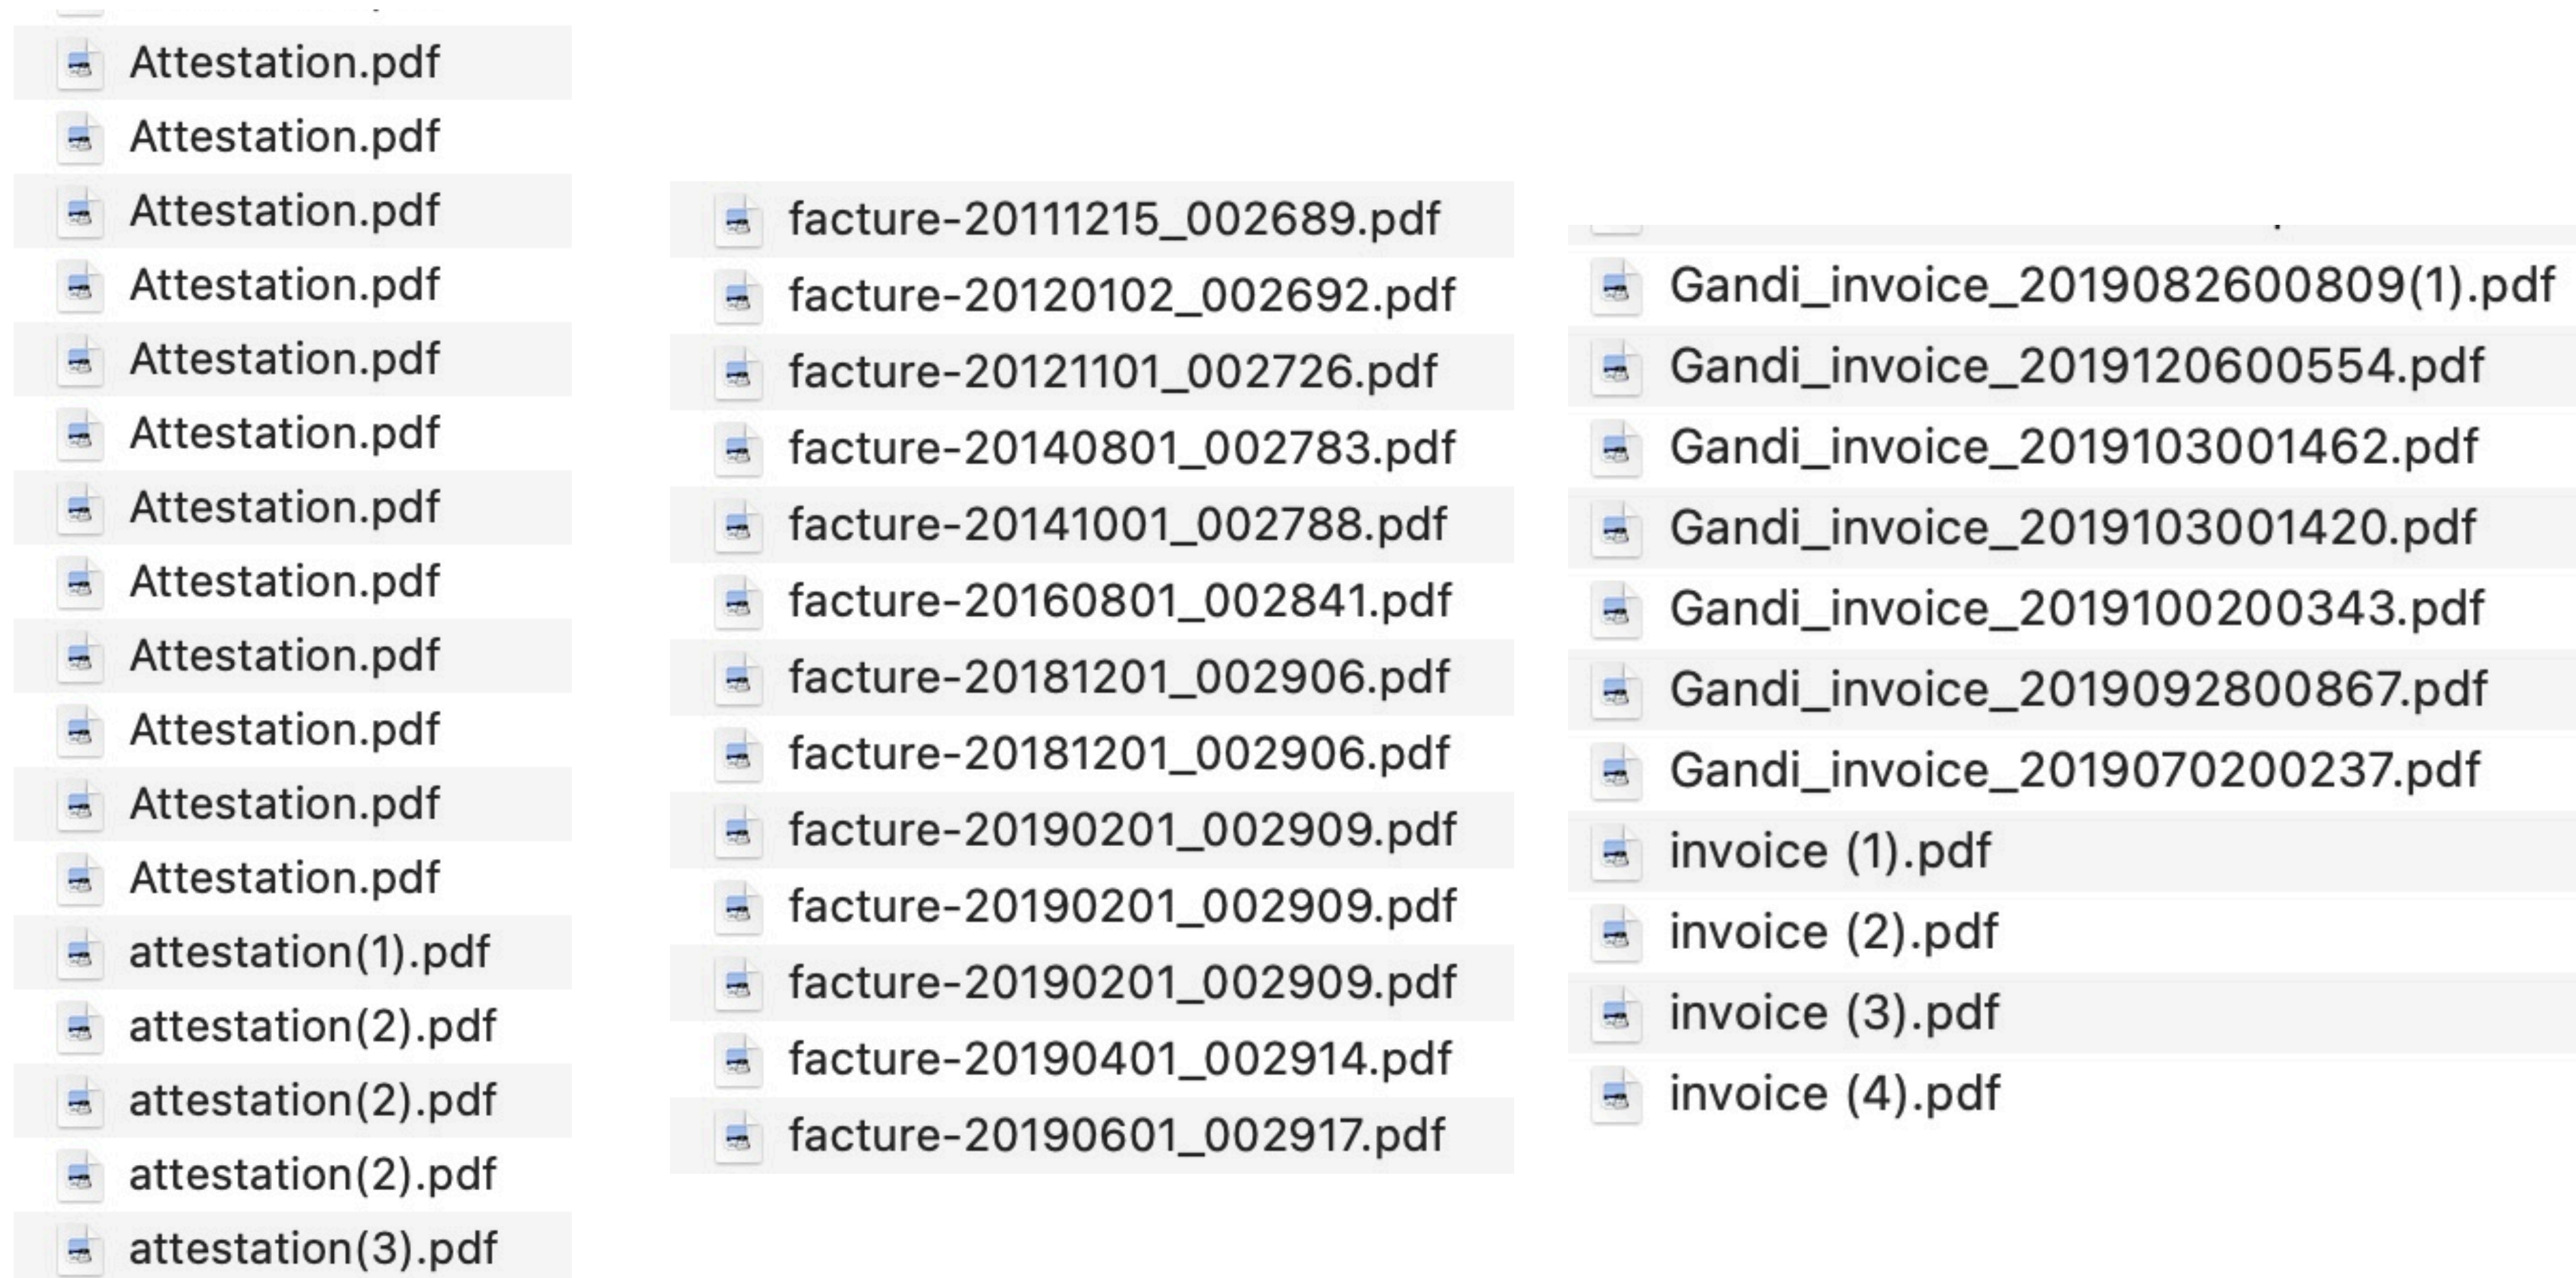 Attestation.pdf
Attestation.pdf
Attestation.pdf
Attestation.pdf
Attestation.pdf
Attestation.pdf
Attestation.pdf
Attestation.pdf
Attestation.pdf
Attestation.pdf
Attestation.pdf
Attestation.pdf
attestation(1).pdf
attestation(2).pdf
attestation(2).pdf
attestation(2).pdf
attestation(3).pdf
facture-20111215_002689.pdf
facture-20120102_002692.pdf
facture-20121101_002726.pdf
facture-20140801_002783.pdf
facture-20141001_002788.pdf
facture-20160801_002841.pdf
facture-20181201_002906.pdf
facture-20181201_002906.pdf
facture-20190201_002909.pdf
facture-20190201_002909.pdf
facture-20190201_002909.pdf
facture-20190401_002914.pdf
facture-20190601_002917.pdf
Gandi_invoice_2019082600809(1).pdf
Gandi_invoice_2019120600554.pdf
Gandi_invoice_2019103001462.pdf
Gandi_invoice_2019103001420.pdf
Gandi_invoice_2019100200343.pdf
Gandi_invoice_2019092800867.pdf
Gandi_invoice_2019070200237.pdf
invoice (1).pdf
invoice (2).pdf
invoice (3).pdf
invoice (4).pdf